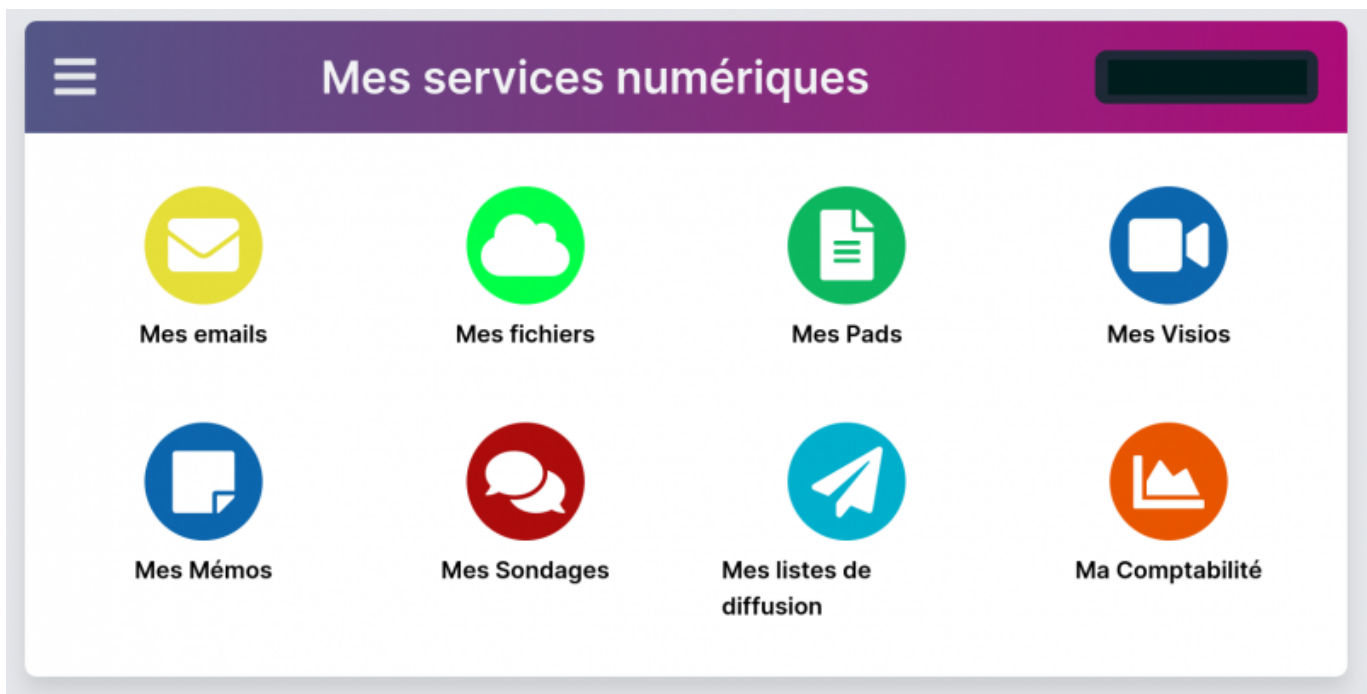 Mes services numériques
Mes emails
Mes fichiers
Mes Pads
Mes Visios
Mes Mémos
Mes Sondages
Mes listes de
diffusion
Ma Comptabilité